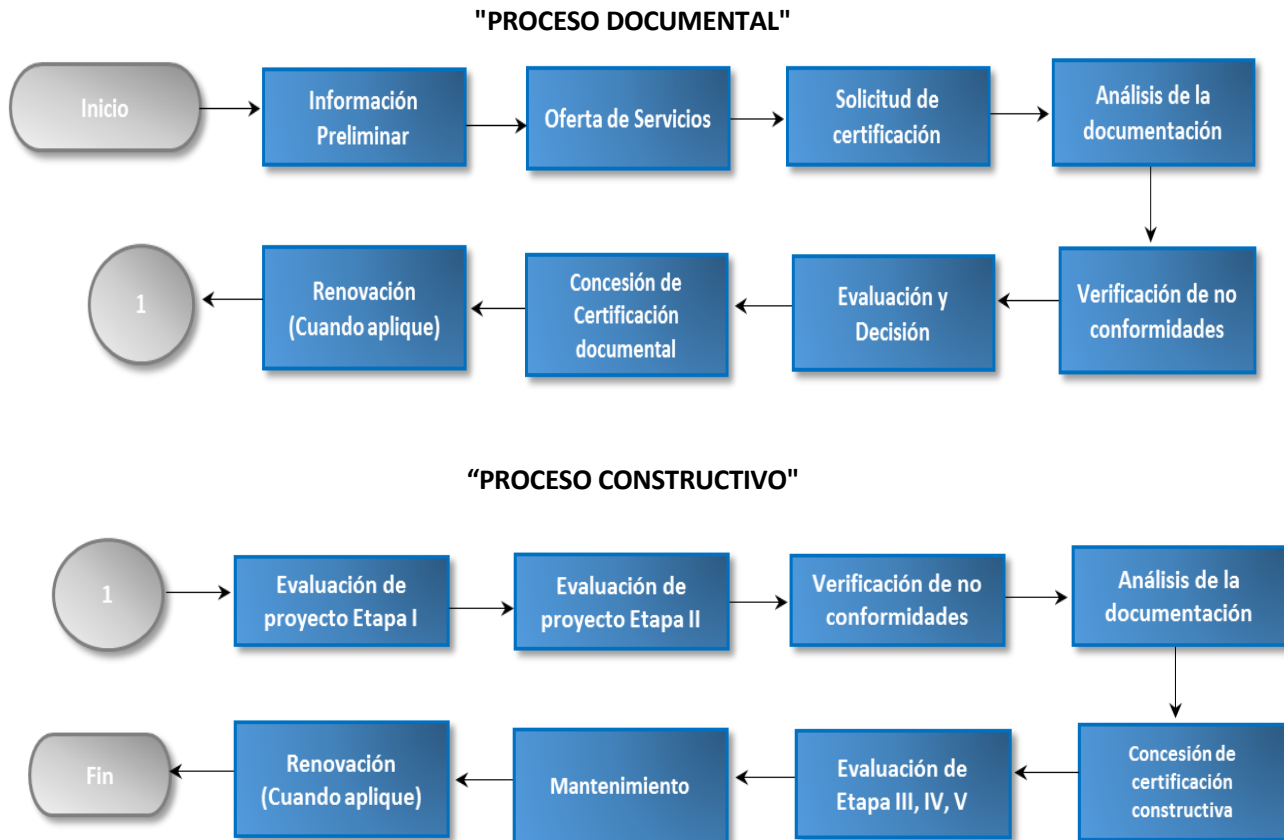 "PROCESO DOCUMENTAL"
Inicio
Información
Preliminar
Oferta de Servicios
Solicitud de
certificación
Análisis de la
documentación
Verificación de no
conformidades
Evaluación y
Decisión
Concesión de
Certificación
documental
Renovación
(Cuando aplique)
1
“PROCESO CONSTRUCTIVO"
1
Evaluación de
proyecto Etapa I
Evaluación de
proyecto Etapa II
Verificación de no
conformidades
Análisis de la
documentación
Concesión de
certificación
constructiva
Evaluación de
Etapa III, IV, V
Mantenimiento
Renovación
(Cuando aplique)
Fin